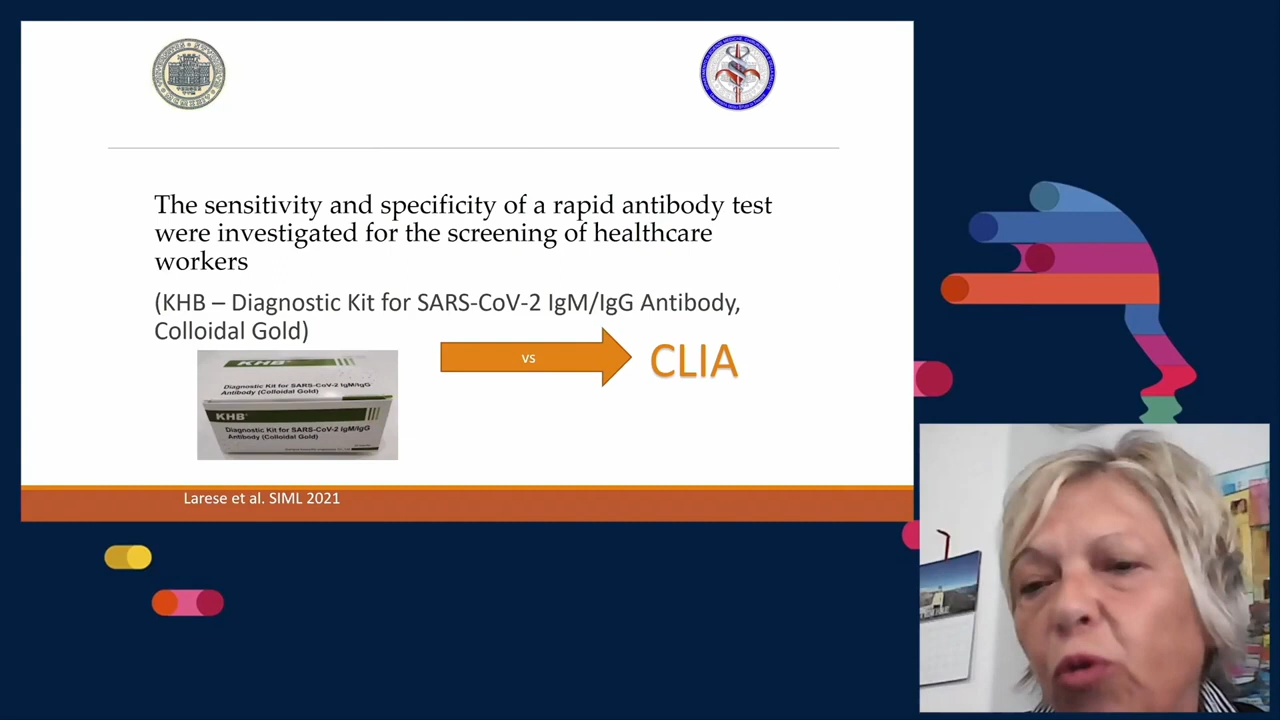 The sensitivity and specificity of a rapid antibody test
were investigated for the screening of healthcare
workers
(KHB – Diagnostic Kit for SARS-CoV-2 IgM/IgG Antibody,
Colloidal Gold)
vs
CLIA
KHB
Diagnostic Kit for SARS-CoV-2 IgM/IgG
Antibody (Colloidal Gold)
KHB
Diagnostic Kit for SARS-CoV-2 IgM/IgG
Antibody (Colloidal Gold)
Larese et al. SIML 2021